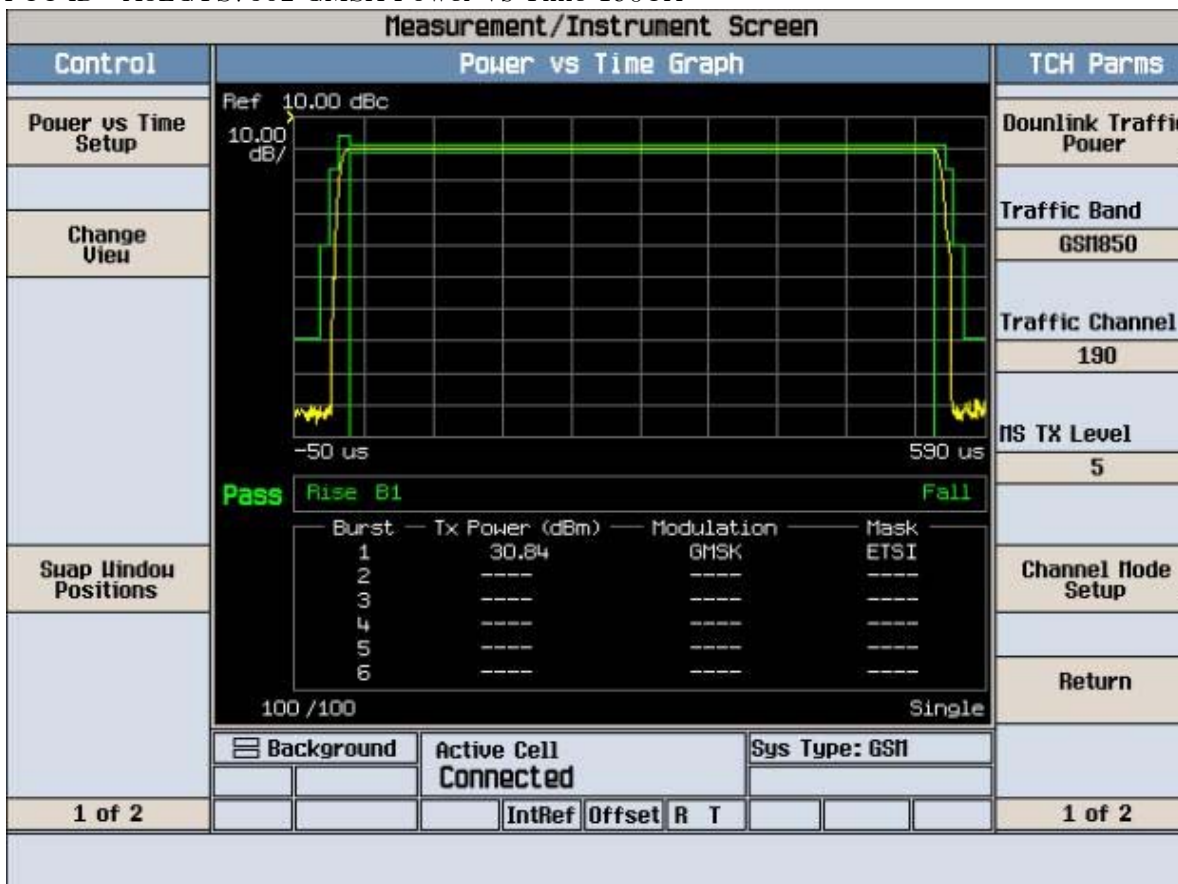 Measurement/Instrument Screen
Control
Power vs Time Graph
TCH Parms
Power vs Time
Setup
Change
View
Swap Window
Positions
1 of 2
Ref 10.00 dBc
10.00
dB/
-50 us
590 us
Pass
Rise B1
Fall
Burst Tx Power (dBm) Modulation Mask
1 30.84 GMSK ETSI
2 ---- ---- ----
3 ---- ---- ----
4 ---- ---- ----
5 ---- ---- ----
6 ---- ---- ----
100 /100
Single
Background
Active Cell
Connected
Sys Type: GSM
IntRef Offset R T
Downlink Traffic
Power
Traffic Band
GSM850
Traffic Channel
190
MS TX Level
5
Channel Mode
Setup
Return
1 of 2